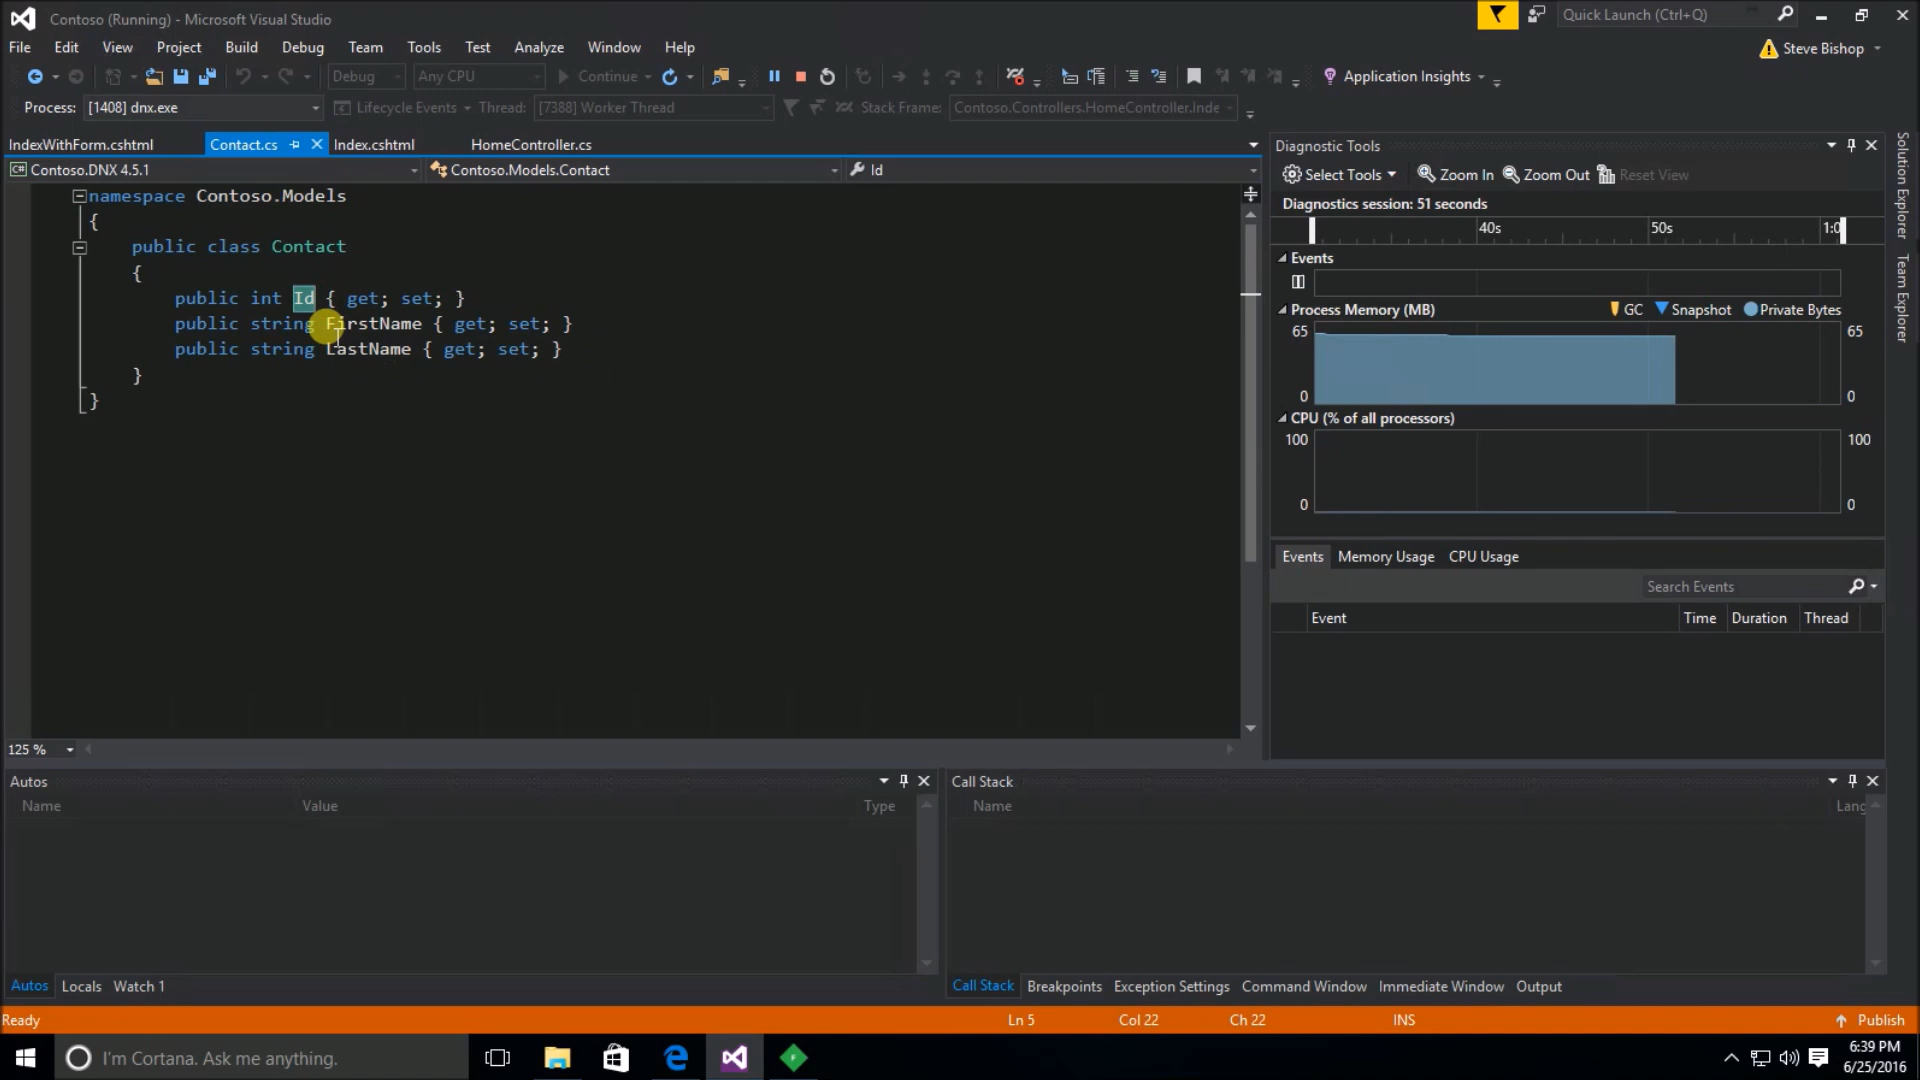 Contoso (Running) - Microsoft Visual Studio
Quick Launch (Ctrl+Q)
File Edit View Project Build Debug Team Tools Test Analyze Window Help
Steve Bishop
Debug Any CPU Continue Application Insights
Process: [1408] dnx.exe Lifecycle Events Thread: [7388] Worker Thread Stack Frame: Contoso.Controllers.HomeController.Inde
IndexWithForm.cshtml Contact.cs Index.cshtml HomeController.cs
Contoso.DNX 4.5.1 Contoso.Models.Contact Id
namespace Contoso.Models
{
public class Contact
{
public int Id { get; set; }
public string FirstName { get; set; }
public string LastName { get; set; }
}
}
125 %
Diagnostic Tools
Select Tools Zoom In Zoom Out Reset View
Diagnostics session: 51 seconds
40s 50s 1:0
Events
Process Memory (MB) GC Snapshot Private Bytes
65 65
0 0
CPU (% of all processors)
100 100
0 0
Events Memory Usage CPU Usage
Search Events
Event Time Duration Thread
Solution Explorer
Team Explorer
Autos
Name Value Type
Autos Locals Watch 1
Call Stack
Name Lang
Call Stack Breakpoints Exception Settings Command Window Immediate Window Output
Ready Ln 5 Col 22 Ch 22 INS Publish
I'm Cortana. Ask me anything.
6:39 PM
6/25/2016